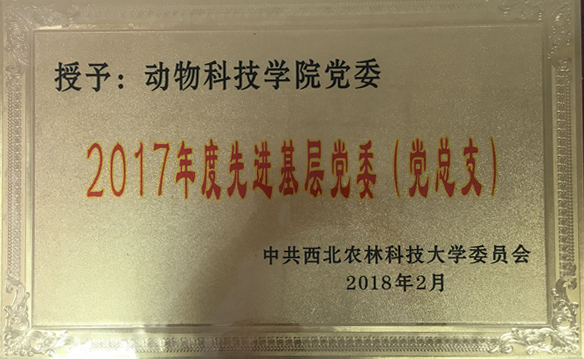 授予：动物科技学院党委
2017年度先进基层党委（党总支）
中共西北农林科技大学委员会
2018年2月